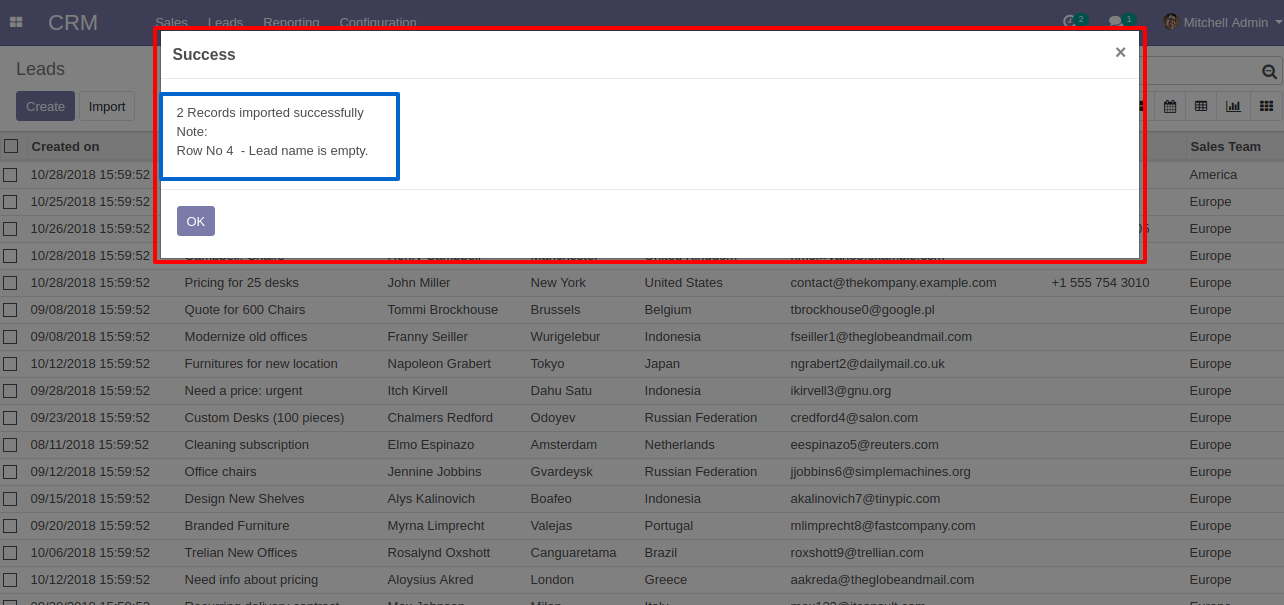 CRM Sales Leads Reporting Configuration 2 1 Mitchell Admin
Success ×
Leads
2 Records imported successfully
Note:
Row No 4 - Lead name is empty.
Create Import
OK
Created on Sales Team
10/28/2018 15:59:52 America
10/25/2018 15:59:52 Europe
10/26/2018 15:59:52 Europe
10/28/2018 15:59:52 Europe
10/28/2018 15:59:52 Pricing for 25 desks John Miller New York United States contact@thekompany.example.com +1 555 754 3010 Europe
09/08/2018 15:59:52 Quote for 600 Chairs Tommi Brockhouse Brussels Belgium tbrockhouse0@google.pl Europe
09/08/2018 15:59:52 Modernize old offices Franny Seiller Wurigelebur Indonesia fseiller1@theglobeandmail.com Europe
10/12/2018 15:59:52 Furnitures for new location Napoleon Grabert Tokyo Japan ngrabert2@dailymail.co.uk Europe
09/28/2018 15:59:52 Need a price: urgent Itch Kirvell Dahu Satu Indonesia ikirvell3@gnu.org Europe
09/23/2018 15:59:52 Custom Desks (100 pieces) Chalmers Redford Odoyev Russian Federation credford4@salon.com Europe
08/11/2018 15:59:52 Cleaning subscription Elmo Espinazo Amsterdam Netherlands eespinazo5@reuters.com Europe
09/12/2018 15:59:52 Office chairs Jennine Jobbins Gvardeysk Russian Federation jjobbins6@simplemachines.org Europe
09/15/2018 15:59:52 Design New Shelves Alys Kalinovich Boafeo Indonesia akalinovich7@tinypic.com Europe
09/20/2018 15:59:52 Branded Furniture Myrna Limprecht Valejas Portugal mlimprecht8@fastcompany.com Europe
10/06/2018 15:59:52 Trelian New Offices Rosalynd Oxshott Canguaretama Brazil roxshott9@trellian.com Europe
10/12/2018 15:59:52 Need info about pricing Aloysius Akred London Greece aakreda@theglobeandmail.com Europe